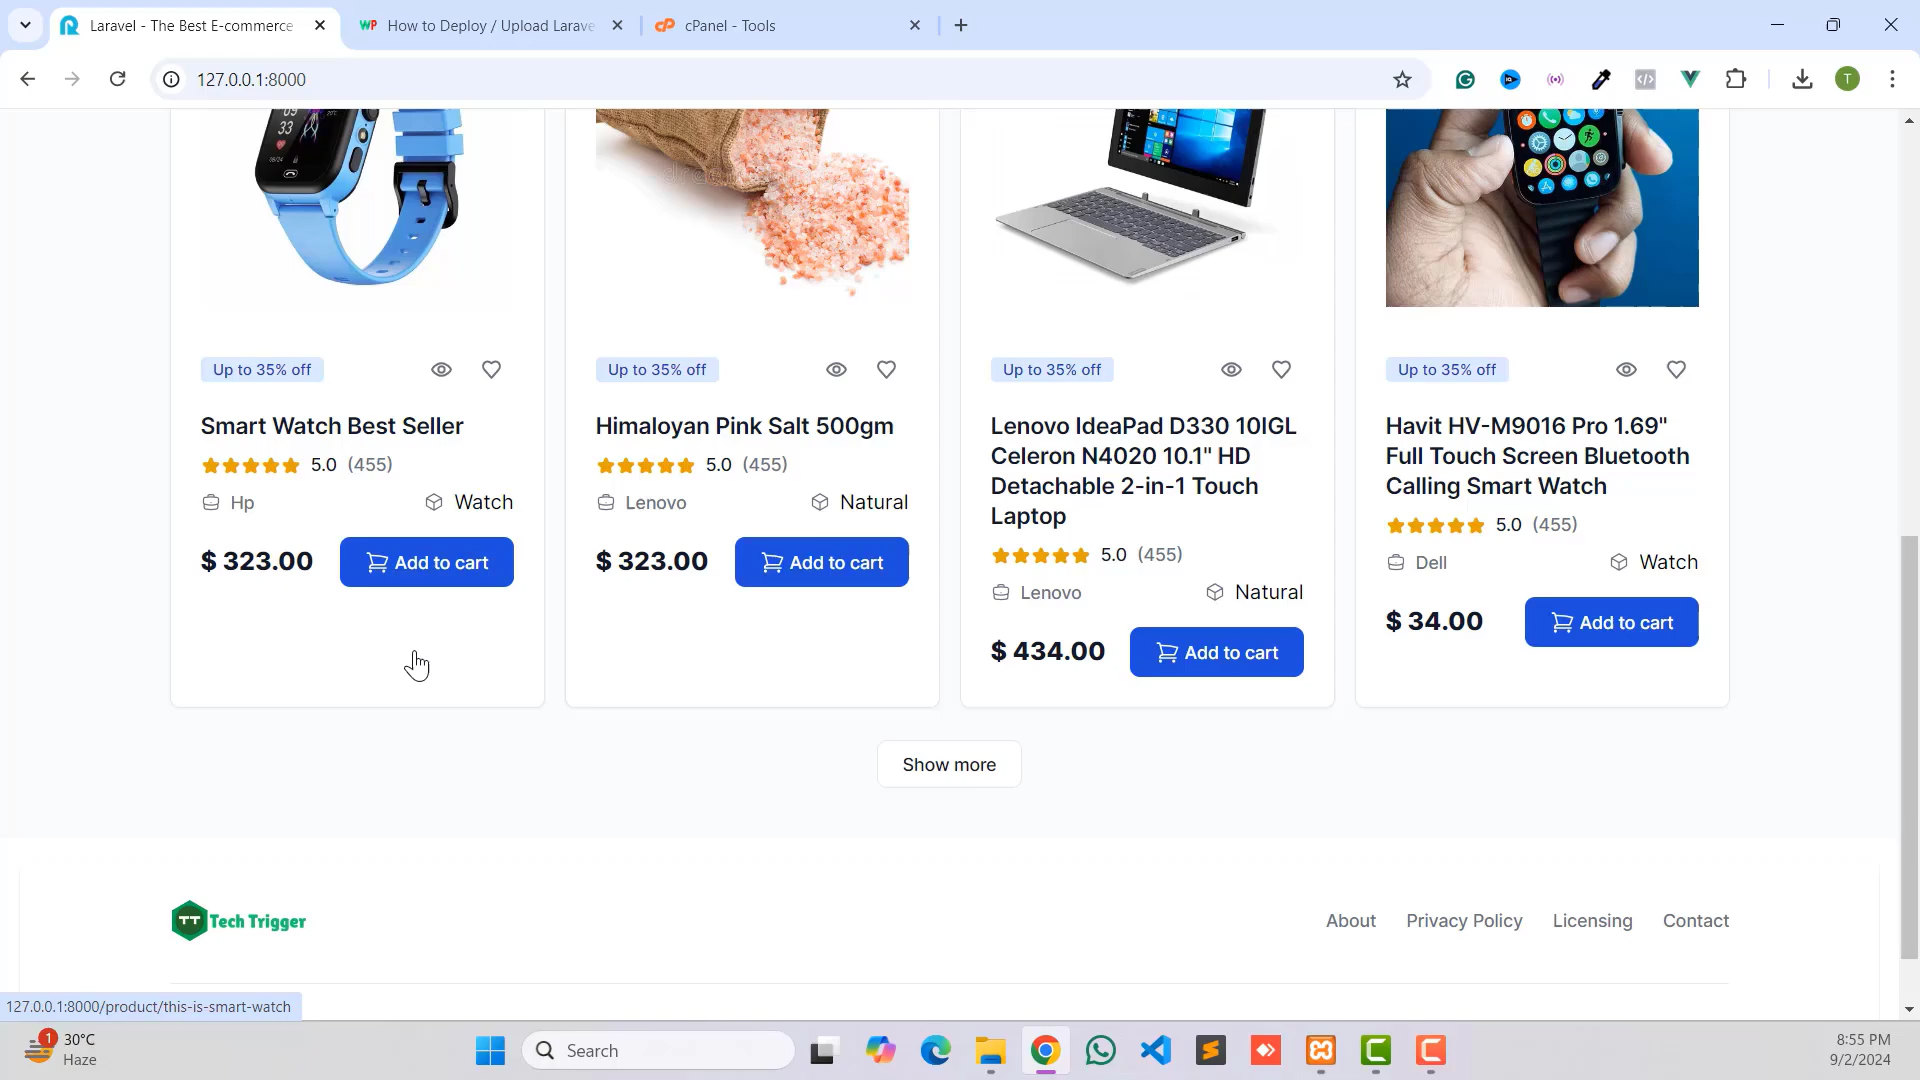 Laravel - The Best E-commerce
How to Deploy / Upload Larave
cPanel - Tools
127.0.0.1:8000
T
Up to 35% off
Up to 35% off
Up to 35% off
Up to 35% off
Smart Watch Best Seller
5.0 (455)
Hp
Watch
$ 323.00
Add to cart
Himaloyan Pink Salt 500gm
5.0 (455)
Lenovo
Natural
$ 323.00
Add to cart
Lenovo IdeaPad D330 10IGL
Celeron N4020 10.1" HD
Detachable 2-in-1 Touch
Laptop
5.0 (455)
Lenovo
Natural
$ 434.00
Add to cart
Havit HV-M9016 Pro 1.69"
Full Touch Screen Bluetooth
Calling Smart Watch
5.0 (455)
Dell
Watch
$ 34.00
Add to cart
Show more
TT Tech Trigger
About
Privacy Policy
Licensing
Contact
127.0.0.1:8000/product/this-is-smart-watch
1
30°C
Haze
Search
8:55 PM
9/2/2024